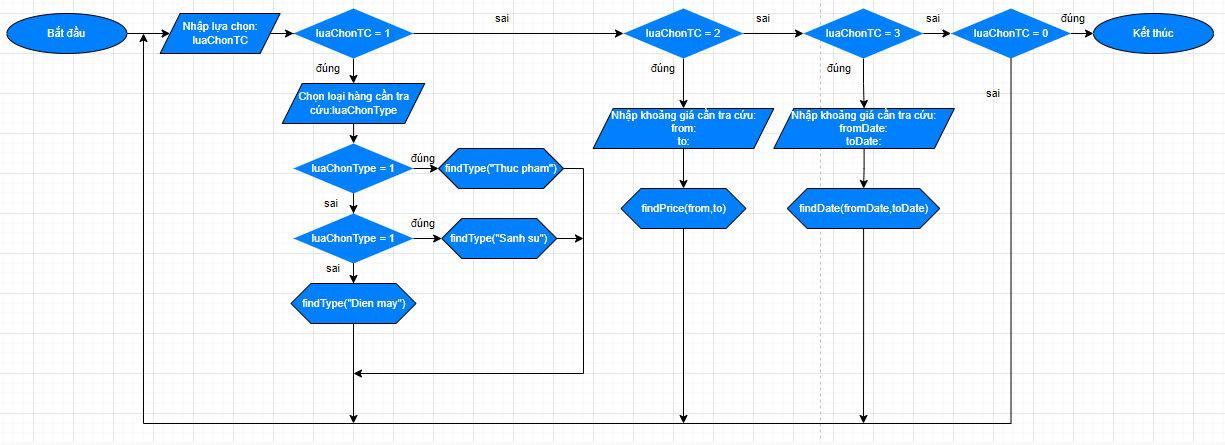 Bắt đầu
Nhập lựa chọn:
luaChonTC
luaChonTC = 1
sai
luaChonTC = 2
sai
luaChonTC = 3
sai
luaChonTC = 0
đúng
Kết thúc
đúng
đúng
đúng
sai
Chọn loại hàng cần tra
cứu:luaChonType
Nhập khoảng giá cần tra cứu:
from:
to:
Nhập khoảng giá cần tra cứu:
fromDate:
toDate:
luaChonType = 1
đúng
findType("Thuc pham")
sai
findPrice(from,to)
findDate(fromDate,toDate)
luaChonType = 1
đúng
findType("Sanh su")
sai
findType("Dien may")